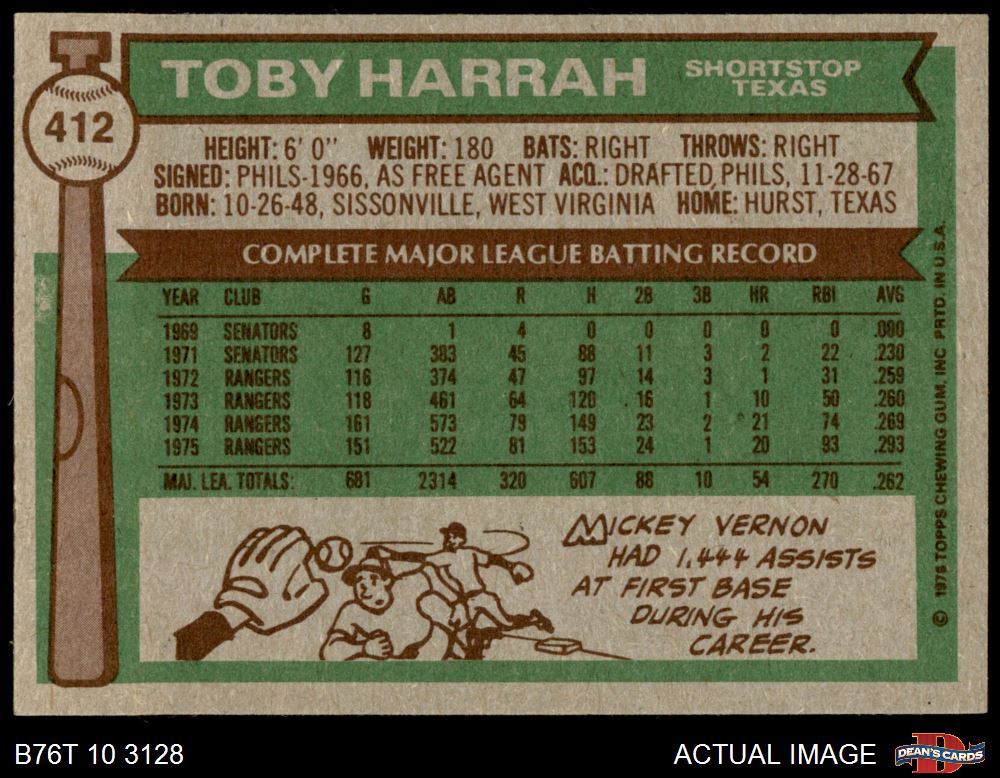 412
TOBY HARRAH
SHORTSTOP
TEXAS
HEIGHT: 6' 0" WEIGHT: 180 BATS: RIGHT THROWS: RIGHT
SIGNED: PHILS-1966, AS FREE AGENT ACQ.: DRAFTED, PHILS, 11-28-67
BORN: 10-26-48, SISSONVILLE, WEST VIRGINIA HOME: HURST, TEXAS
COMPLETE MAJOR LEAGUE BATTING RECORD
YEAR CLUB G AB R H 2B 3B HR RBI AVG
1969 SENATORS 8 1 4 0 0 0 0 0 .000
1971 SENATORS 127 383 45 88 11 3 2 22 .230
1972 RANGERS 116 374 47 97 14 3 1 31 .259
1973 RANGERS 118 461 64 120 16 1 10 50 .260
1974 RANGERS 161 573 79 149 23 2 21 74 .269
1975 RANGERS 151 522 81 153 24 1 20 93 .293
MAJ. LEA. TOTALS: 681 2314 320 607 88 10 54 270 .262
MICKEY VERNON
HAD 1,444 ASSISTS
AT FIRST BASE
DURING HIS
CAREER.
© 1976 TOPPS CHEWING GUM, INC PRTD. IN U.S.A.
B76T 10 3128
ACTUAL IMAGE
DEAN'S CARDS